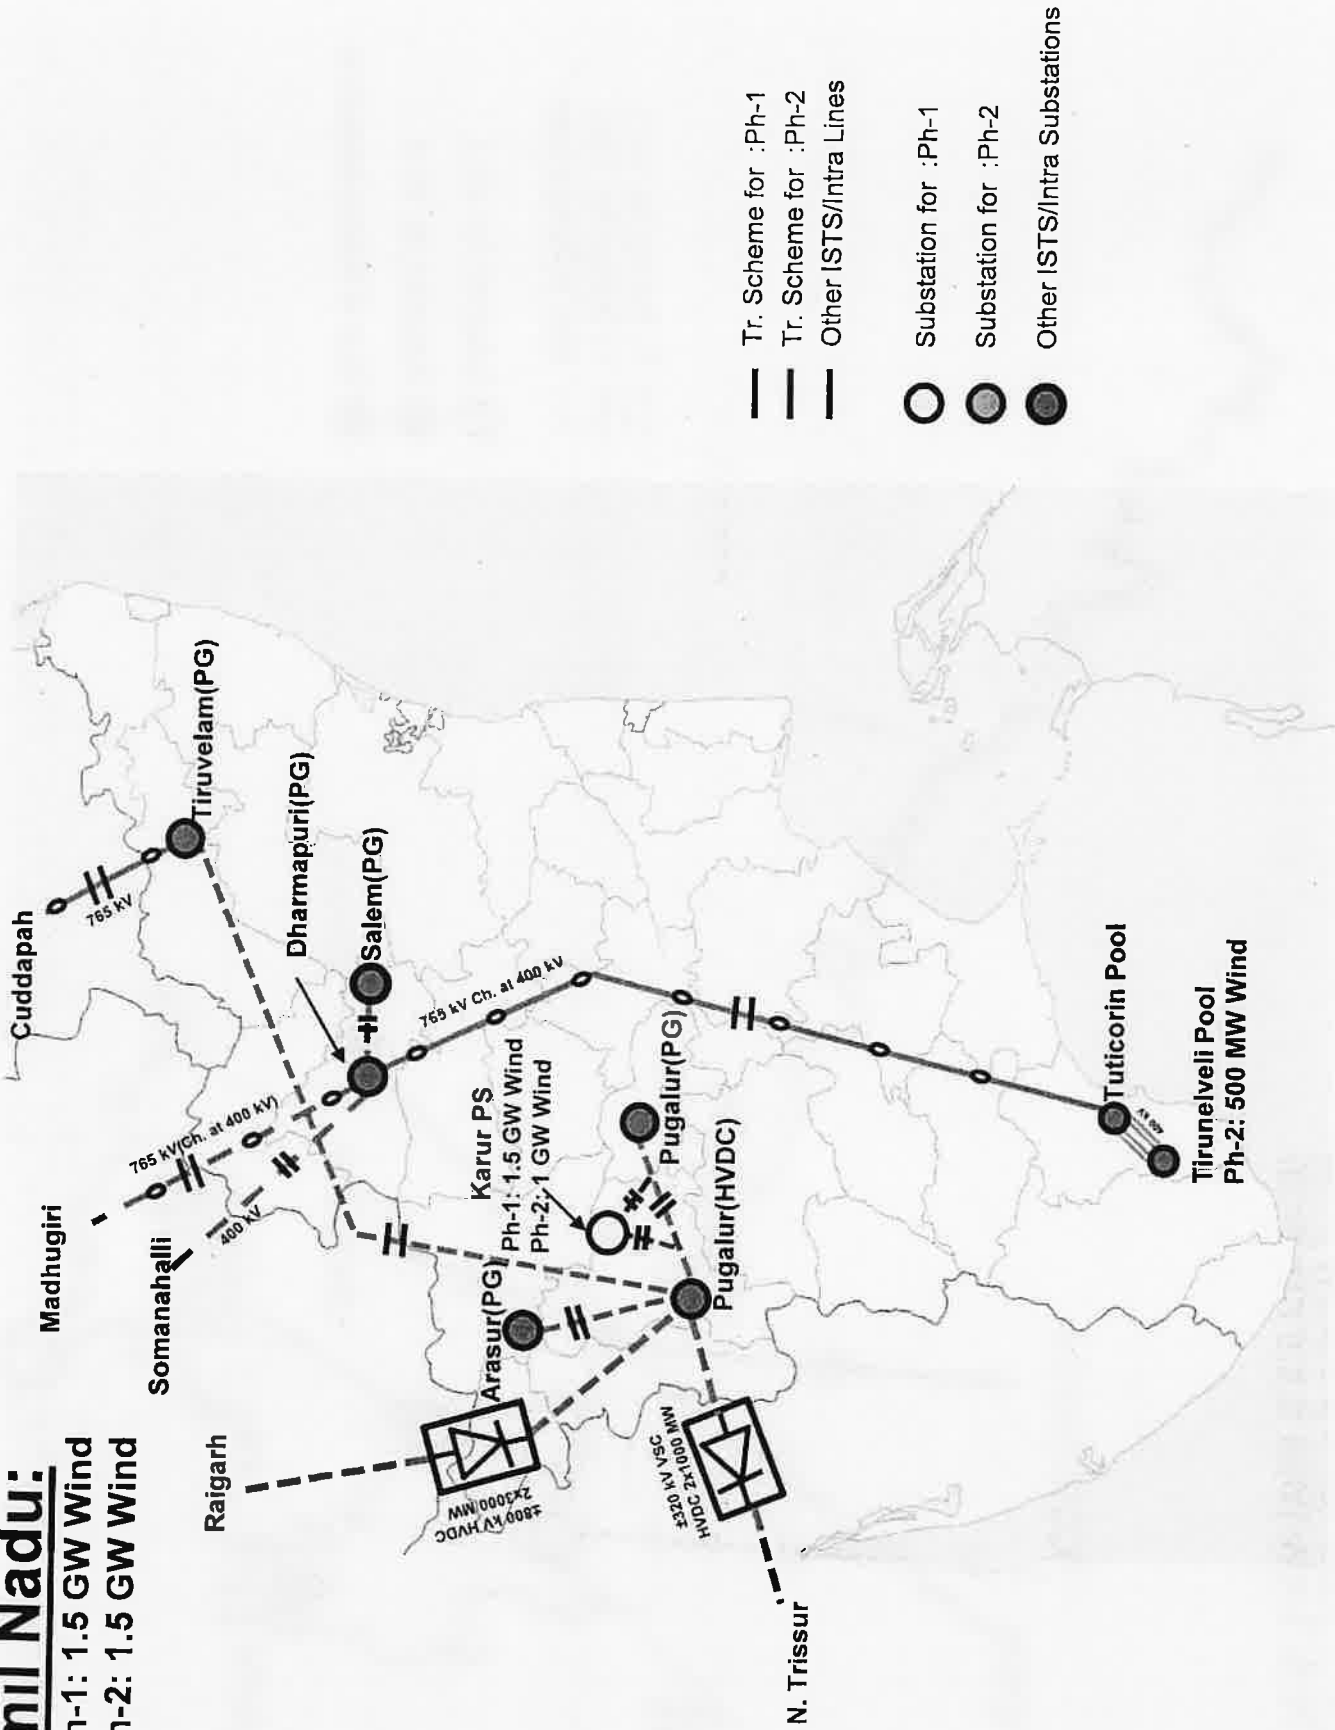 mil Nadu:
h-1: 1.5 GW Wind
h-2: 1.5 GW Wind
Cuddapah
765 kV
Tiruvelam(PG)
Madhugiri
765 kV(Ch. at 400 kV)
Dharmapuri(PG)
Somanahalli
400 kV
Salem(PG)
765 kV Ch. at 400 kV
Raigarh
±800 kV HVDC
2x3000 MW
Arasur(PG)
Karur PS
Ph-1: 1.5 GW Wind
Ph-2: 1 GW Wind
Pugalur(PG)
Pugalur(HVDC)
±320 kV VSC
HVDC 2x1000 MW
N. Trissur
Tuticorin Pool
400 kV
Tirunelveli Pool
Ph-2: 500 MW Wind
Tr. Scheme for :Ph-1
Tr. Scheme for :Ph-2
Other ISTS/Intra Lines
Substation for :Ph-1
Substation for :Ph-2
Other ISTS/Intra Substations